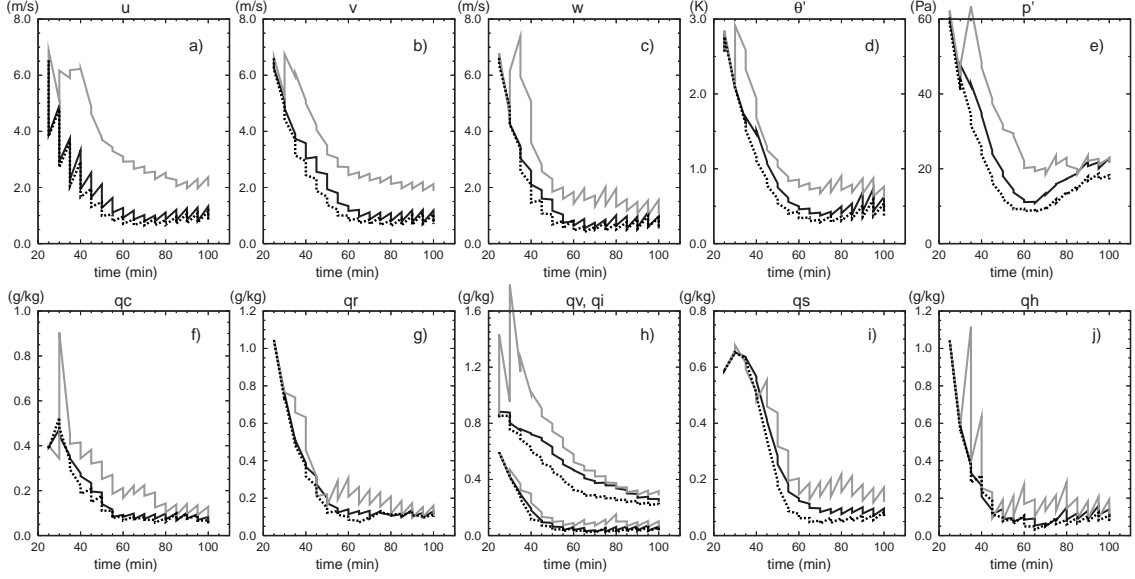 (m/s) u (m/s) v (m/s) w (K) θ' (Pa) p'
8.0 8.0 8.0 3.0 60
a) b) c) d) e)
6.0 6.0 6.0 2.0 40
4.0 4.0 4.0 1.0 20
2.0 2.0 2.0
0.0 0.0 0.0 0.0 0
20 40 60 80 100 20 40 60 80 100 20 40 60 80 100 20 40 60 80 100 20 40 60 80 100
time (min) time (min) time (min) time (min) time (min)
(g/kg) qc (g/kg) qr (g/kg) qv, qi (g/kg) qs (g/kg) qh
1.0 1.2 1.6 0.8 1.2
f) g) h) i) j)
0.8 1.0 1.2 0.6 1.0
0.6 0.8 0.8 0.4 0.8
0.4 0.6 0.4 0.2 0.6
0.2 0.4 0.4
0.2 0.2
0.0 0.0 0.0 0.0 0.0
20 40 60 80 100 20 40 60 80 100 20 40 60 80 100 20 40 60 80 100 20 40 60 80 100
time (min) time (min) time (min) time (min) time (min)